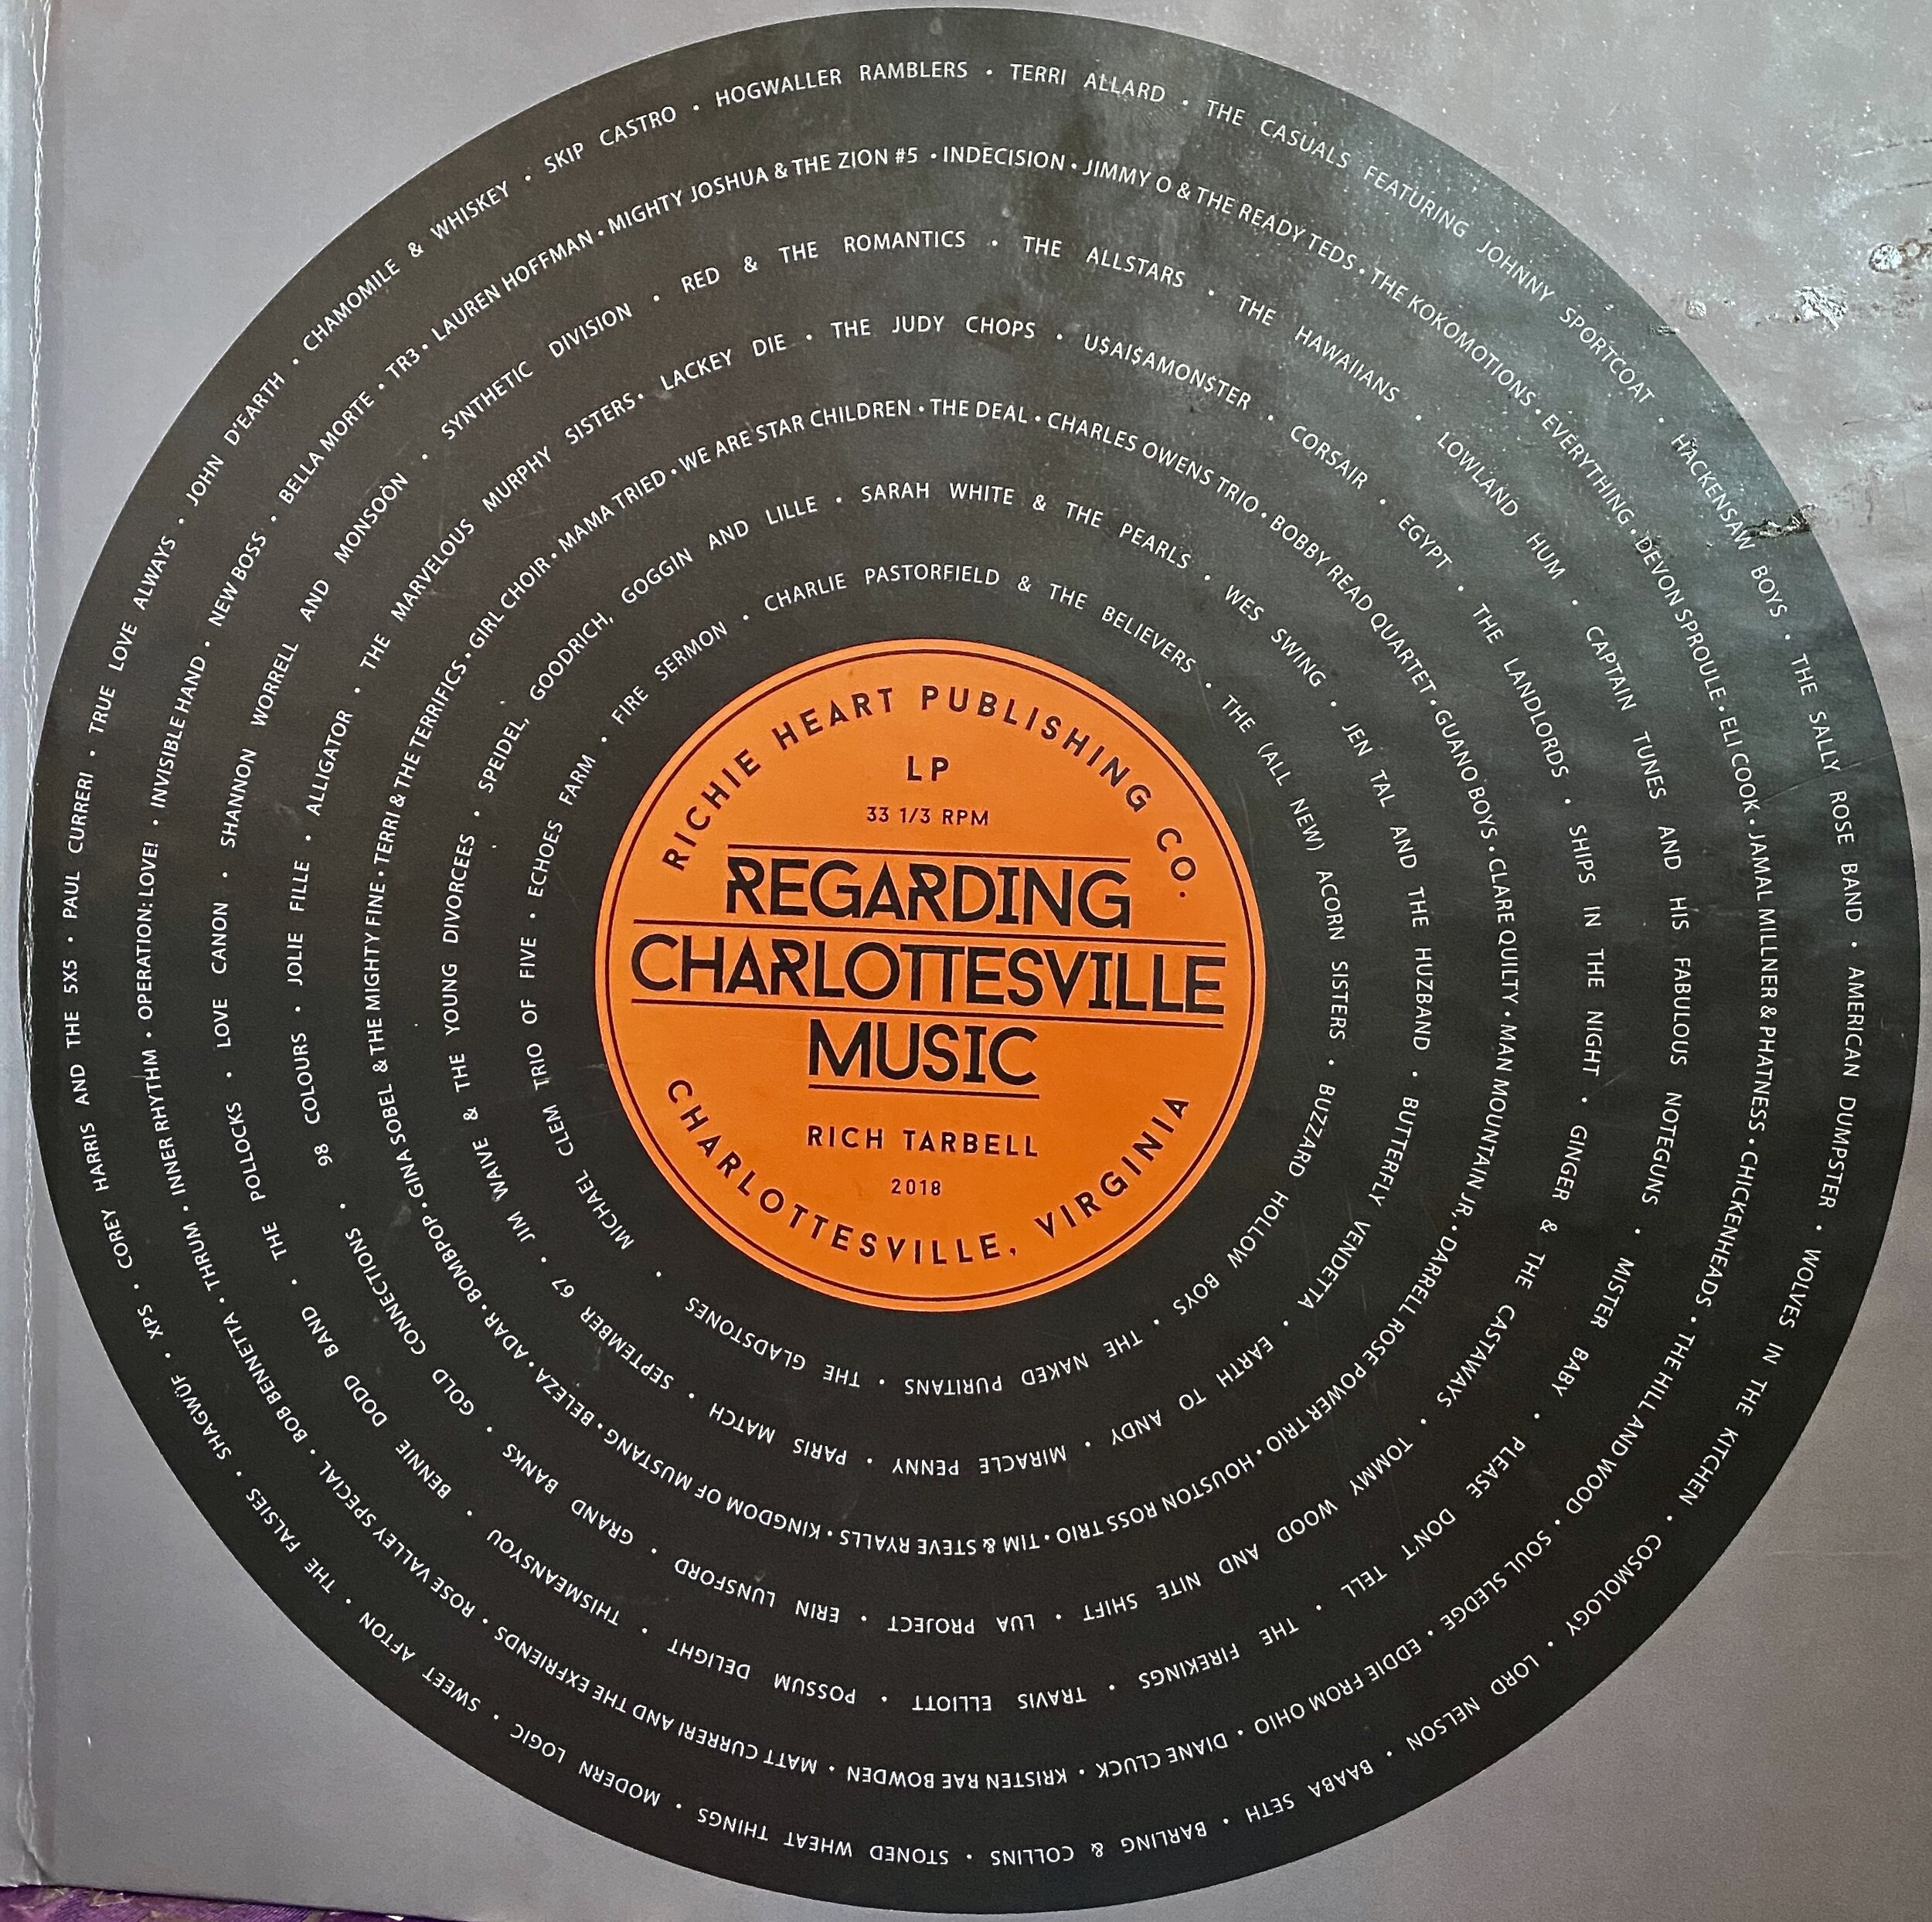 SKIP CASTRO • HOGWALLER RAMBLERS • TERRI ALLARD • THE CASUALS FEATURING JOHNNY SPORTCOAT • HACKENSAW BOYS • THE SALLY ROSE BAND • AMERICAN DUMPSTER • WOLVES IN THE KITCHEN • COSMOLOGY • LORD NELSON • BAABA SETH • BARLING & COLLINS • STONED WHEAT THINGS • MODERN LOGIC • SWEET AFTON • THE FALSIES • SHAGWÜF • XPS • COREY HARRIS AND THE 5X5 • PAUL CURRERI • TRUE LOVE ALWAYS • JOHN D'EARTH • CHAMOMILE & WHISKEY •
MIGHTY JOSHUA & THE ZION #5 • INDECISION • JIMMY O & THE READY TEDS • THE KOKOMOTIONS • EVERYTHING • DEVON SPROULE • ELI COOK • JAMAL MILLNER & PHATNESS • CHICKENHEADS • THE HILL AND WOOD • SOUL SLEDGE • EDDIE FROM OHIO • DIANE CLUCK • KRISTEN RAE BOWDEN • MATT CURRERI AND THE EXFRIENDS • ROSE VALLEY SPECIAL • BOB BENNETTA • THRUM • INNER RHYTHM • OPERATION: LOVE! • INVISIBLE HAND • NEW BOSS • BELLA MORTE • TR3 • LAUREN HOFFMAN •
RED & THE ROMANTICS • THE ALLSTARS • THE HAWAIIANS • LOWLAND HUM • CAPTAIN TUNES AND HIS FABULOUS NOTEGUNS • MISTER BABY • PLEASE DON'T TELL • THE FIREKINGS • TRAVIS ELLIOTT • POSSUM DELIGHT • THISMEANSYOU • BENNIE DODD BAND • THE POLLOCKS • LOVE CANON • SHANNON WORRELL AND MONSOON • SYNTHETIC DIVISION •
THE JUDY CHOPS • U$AI$AMON$TER • CORSAIR • EGYPT • THE LANDLORDS • SHIPS IN THE NIGHT • GINGER & THE CASTAWAYS • TOMMY WOOD AND NITE SHIFT • LUA PROJECT • ERIN LUNSFORD • GRAND BANKS • GOLD CONNECTIONS • 98 COLOURS • JOLIE FILLE • ALLIGATOR • THE MARVELOUS MURPHY SISTERS • LACKEY DIE •
WE ARE STAR CHILDREN • THE DEAL • CHARLES OWENS TRIO • BOBBY READ QUARTET • GUANO BOYS • CLARE QUILTY • MAN MOUNTAIN JR. • DARRELL ROSE POWER TRIO • HOUSTON ROSS TRIO • TIM & STEVE RYALLS • KINGDOM OF MUSTANG • BELEZA • ADAR • BOMBPOP • GINA SOBEL & THE MIGHTY FINE • TERRI & THE TERRIFICS • GIRL CHOIR • MAMA TRIED •
SARAH WHITE & THE PEARLS • WES SWING • JEN TAL AND THE HUZBAND • BUTTERFLY VENDETTA • EARTH TO ANDY • MIRACLE PENNY • PARIS MATCH • SEPTEMBER 67 • JIM WAIVE & THE YOUNG DIVORCEES • SPEIDEL, GOODRICH, GOGGIN AND LILLE •
CHARLIE PASTORFIELD & THE BELIEVERS • THE (ALL NEW) ACORN SISTERS • BUZZARD HOLLOW BOYS • THE NAKED PURITANS • THE GLADSTONES • MICHAEL CLEM TRIO OF FIVE • ECHOES FARM • FIRE SERMON •
RICHIE HEART PUBLISHING CO.
LP
33 1/3 RPM
REGARDING
CHARLOTTESVILLE
MUSIC
RICH TARBELL
2018
CHARLOTTESVILLE, VIRGINIA